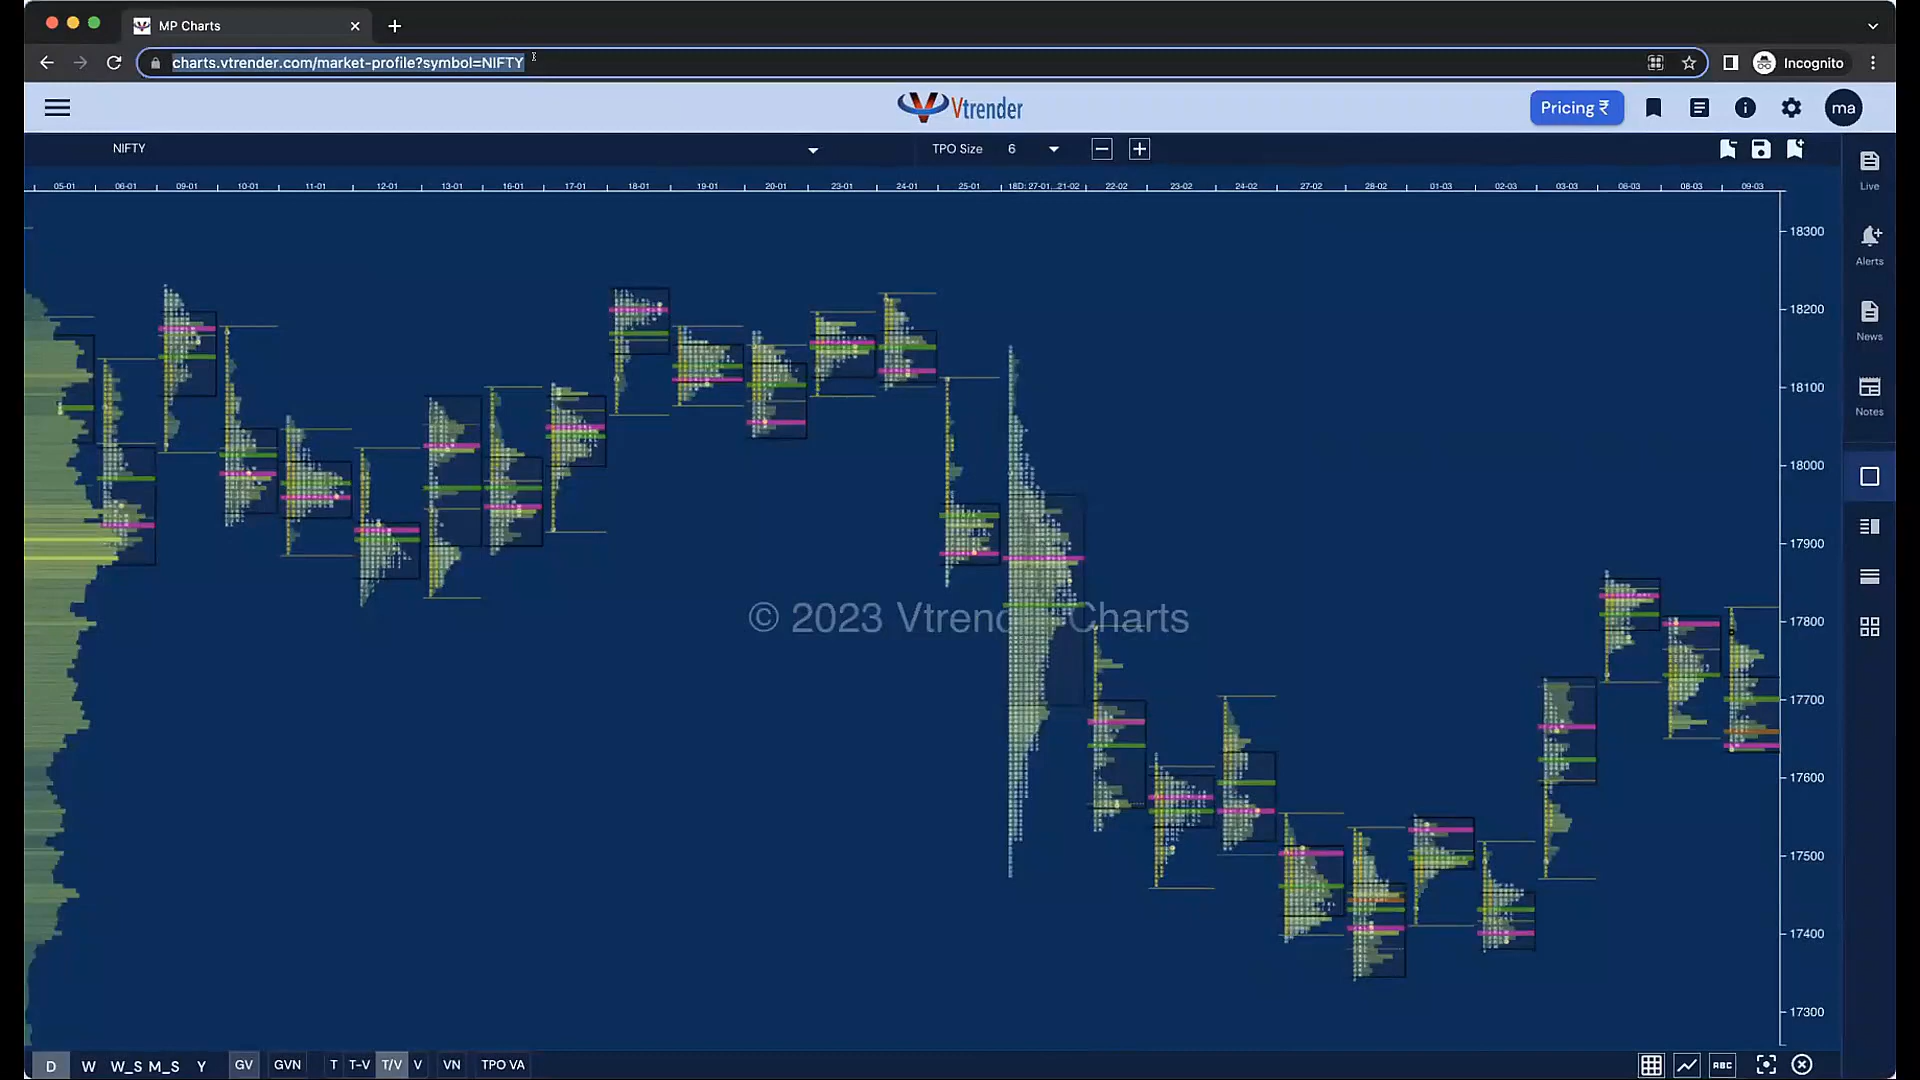 MP Charts
charts.vtrender.com/market-profile?symbol=NIFTY
Incognito
Vtrender
Pricing ₹
ma
NIFTY
TPO Size 6
05-01 06-01 09-01 10-01 11-01 12-01 13-01 16-01 17-01 18-01 19-01 20-01 23-01 24-01 25-01 18D: 27-01...21-02 22-02 23-02 24-02 27-02 28-02 01-03 02-03 03-03 06-03 08-03 09-03
18300
18200
18100
18000
17900
17800
17700
17600
17500
17400
17300
© 2023 Vtrender Charts
Live
Alerts
News
Notes
D W W_S M_S Y GV GVN T T-V T/V V VN TPO VA
ABC